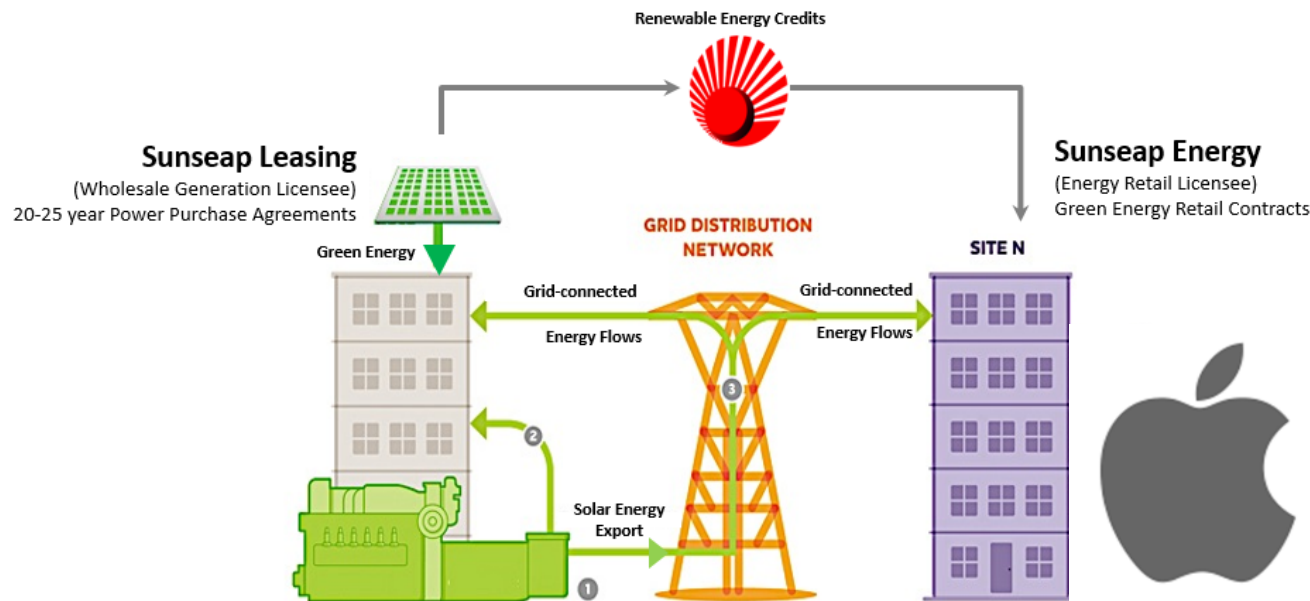 Renewable Energy Credits
Sunseap Leasing
(Wholesale Generation Licensee)
20-25 year Power Purchase Agreements
Sunseap Energy
(Energy Retail Licensee)
Green Energy Retail Contracts
Green Energy
GRID DISTRIBUTION
NETWORK
SITE N
Grid-connected
Energy Flows
Grid-connected
Energy Flows
3
2
Solar Energy
Export
1